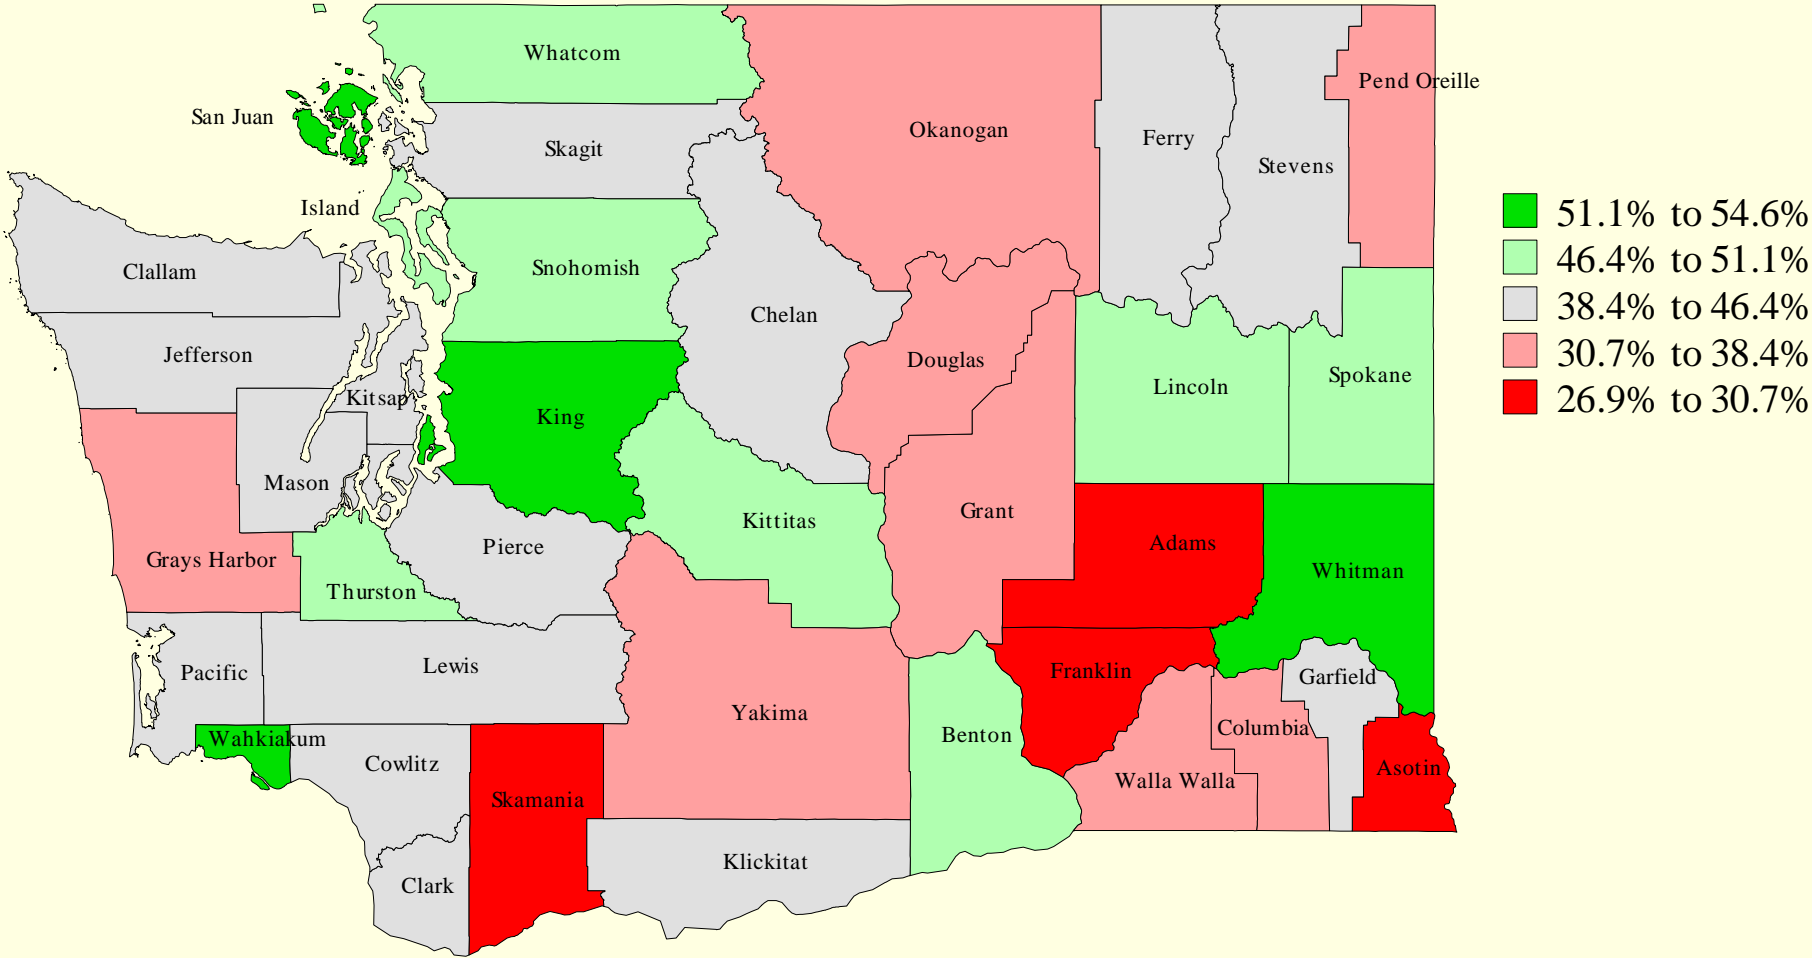 Whatcom
Pend Oreille
San Juan
Okanogan
Ferry
Skagit
Stevens
Island
Clallam
Snohomish
Chelan
Jefferson
Douglas
Spokane
Lincoln
Kitsap
King
Mason
Grant
Kittitas
Adams
Pierce
Grays Harbor
Whitman
Thurston
Lewis
Pacific
Franklin
Garfield
Yakima
Columbia
Benton
Wahkiakum
Cowlitz
Asotin
Walla Walla
Skamania
Klickitat
Clark
51.1% to 54.6%
46.4% to 51.1%
38.4% to 46.4%
30.7% to 38.4%
26.9% to 30.7%